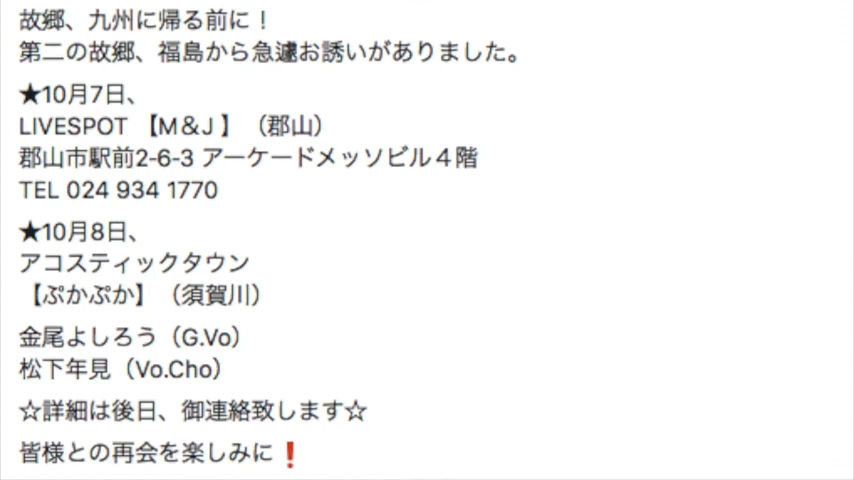 故郷、九州に帰る前に！
第二の故郷、福島から急遽お誘いがありました。
★10月7日、
LIVESPOT 【M＆J 】（郡山）
郡山市駅前2-6-3 アーケードメッソビル４階
TEL 024 934 1770
★10月8日、
アコスティックタウン
【ぷかぷか】（須賀川）
金尾よしろう（G.Vo）
松下年見（Vo.Cho）
☆詳細は後日、御連絡致します☆
皆様との再会を楽しみに❗